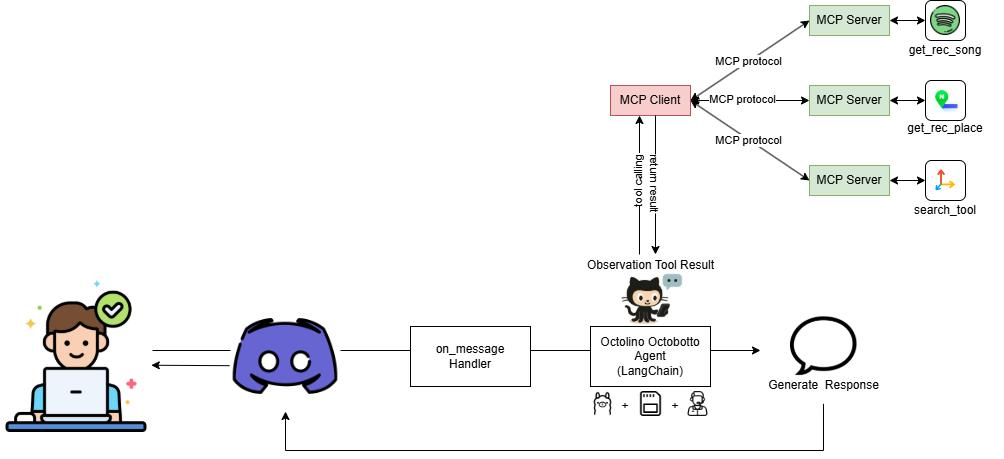 MCP Server
get_rec_song
MCP protocol
MCP Client
MCP protocol
MCP Server
get_rec_place
MCP protocol
MCP Server
search_tool
tool calling
return result
Observation Tool Result
on_message
Handler
Octolino Octobotto
Agent
(LangChain)
+
+
Generate Response